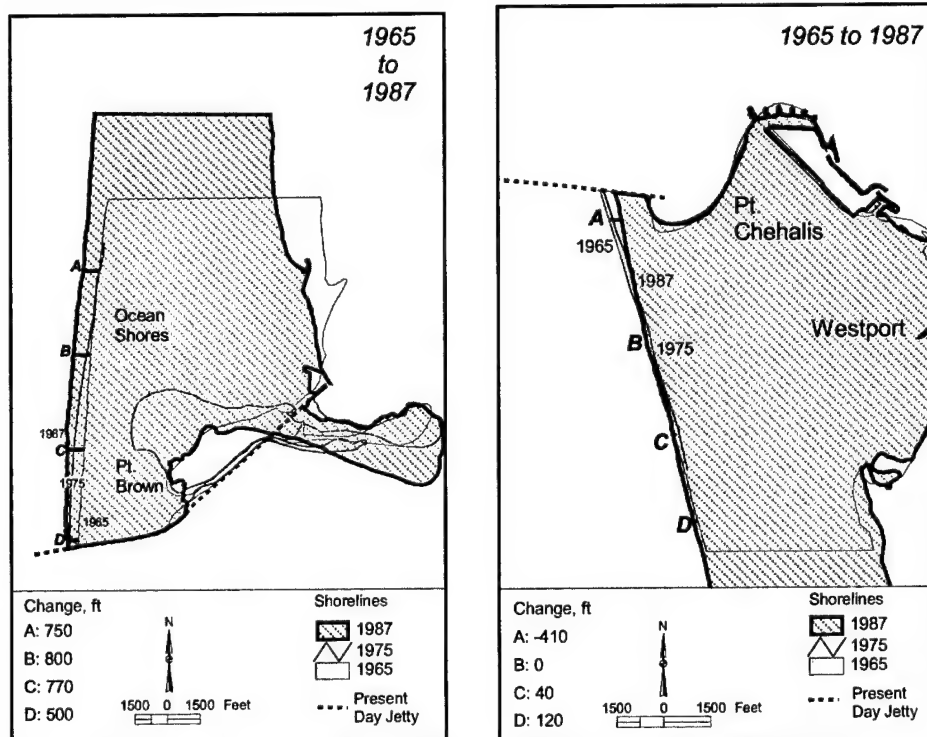 1965
to
1987
A
Ocean
Shores
B
1987
C
Pt.
Brown
1975
1965
D
Change, ft
A: 750
B: 800
C: 770
D: 500
N
1500 0 1500 Feet
Shorelines
1987
1975
1965
Present
Day Jetty
1965 to 1987
A
1965
Pt.
Chehalis
1987
B
1975
Westport
C
D
Change, ft
A: -410
B: 0
C: 40
D: 120
N
1500 0 1500 Feet
Shorelines
1987
1975
1965
Present
Day Jetty